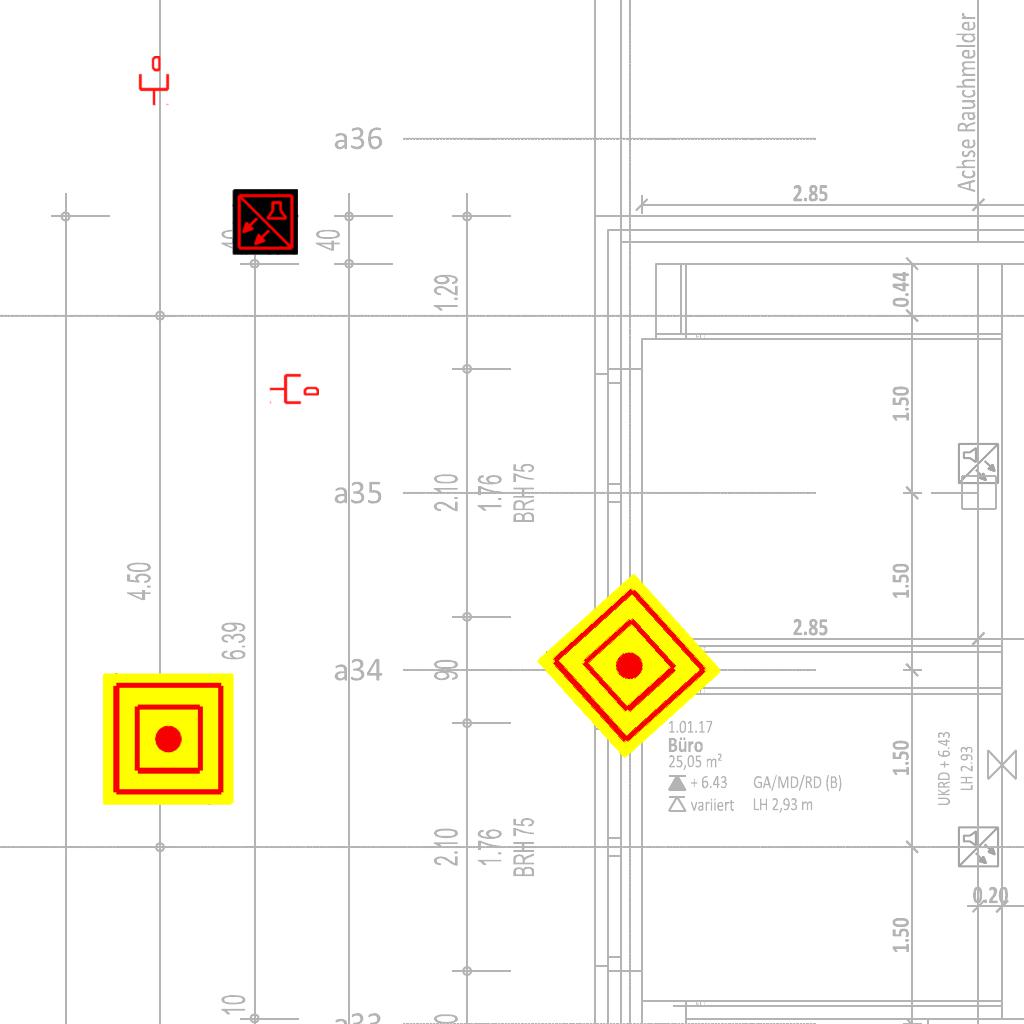 Achse Rauchmelder
a36
2.85
40
40
1.29
0.44
1.50
a35
2.10
1.76
BRH 75
4.50
1.50
6.39
2.85
a34
90
1.01.17
Büro
25,05 m²
+ 6.43 GA/MD/RD (B)
variiert LH 2,93 m
UKRD + 6.43
LH 2.93
1.50
2.10
1.76
BRH 75
0.20
1.50
10
a33